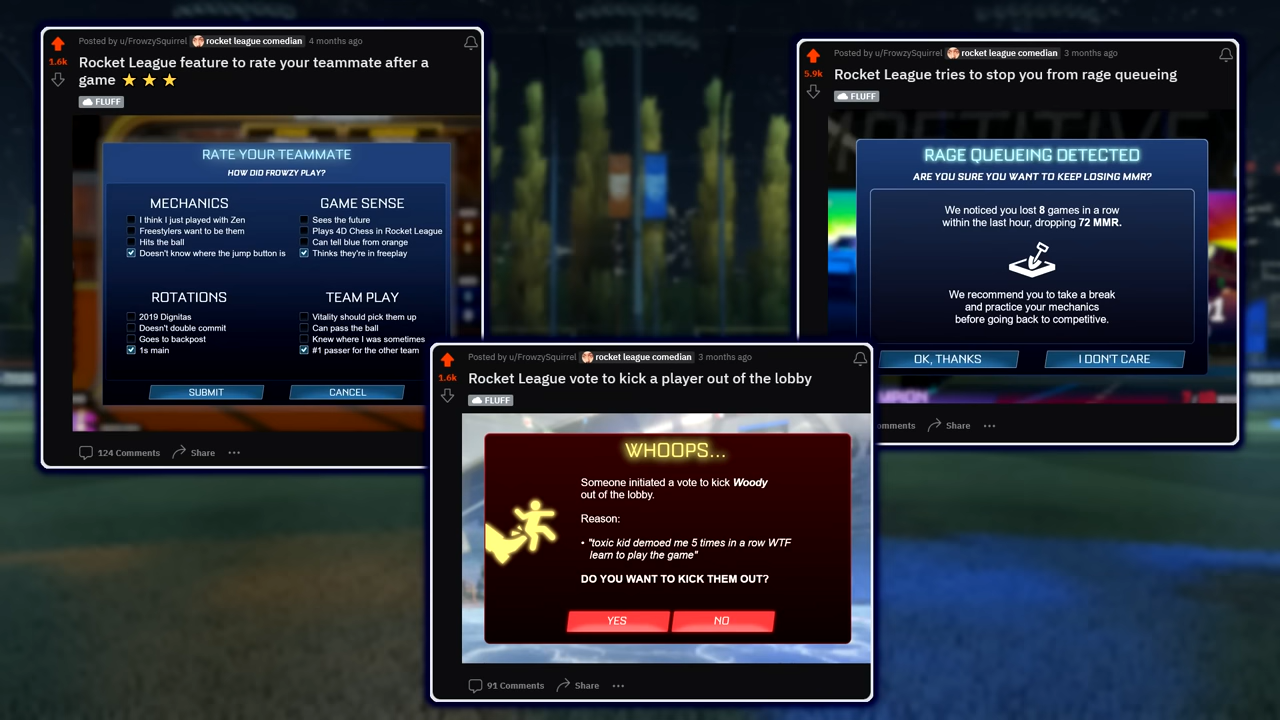 Posted by u/FrowzySquirrel rocket league comedian 4 months ago
1.6k
Rocket League feature to rate your teammate after a
game
FLUFF
RATE YOUR TEAMMATE
HOW DID FROWZY PLAY?
MECHANICS
I think I just played with Zen
Freestylers want to be them
Hits the ball
Doesn't know where the jump button is
GAME SENSE
Sees the future
Plays 4D Chess in Rocket League
Can tell blue from orange
Thinks they're in freeplay
ROTATIONS
2019 Dignitas
Doesn't double commit
Goes to backpost
1s main
TEAM PLAY
Vitality should pick them up
Can pass the ball
Knew where I was sometimes
#1 passer for the other team
SUBMIT
CANCEL
124 Comments Share
Posted by u/FrowzySquirrel rocket league comedian 3 months ago
5.9k
Rocket League tries to stop you from rage queueing
FLUFF
RAGE QUEUEING DETECTED
ARE YOU SURE YOU WANT TO KEEP LOSING MMR?
We noticed you lost 8 games in a row
within the last hour, dropping 72 MMR.
We recommend you to take a break
and practice your mechanics
before going back to competitive.
OK, THANKS
I DON'T CARE
omments Share
Posted by u/FrowzySquirrel rocket league comedian 3 months ago
1.6k
Rocket League vote to kick a player out of the lobby
FLUFF
WHOOPS...
Someone initiated a vote to kick Woody
out of the lobby.
Reason:
• "toxic kid demoed me 5 times in a row WTF
learn to play the game"
DO YOU WANT TO KICK THEM OUT?
YES
NO
91 Comments Share